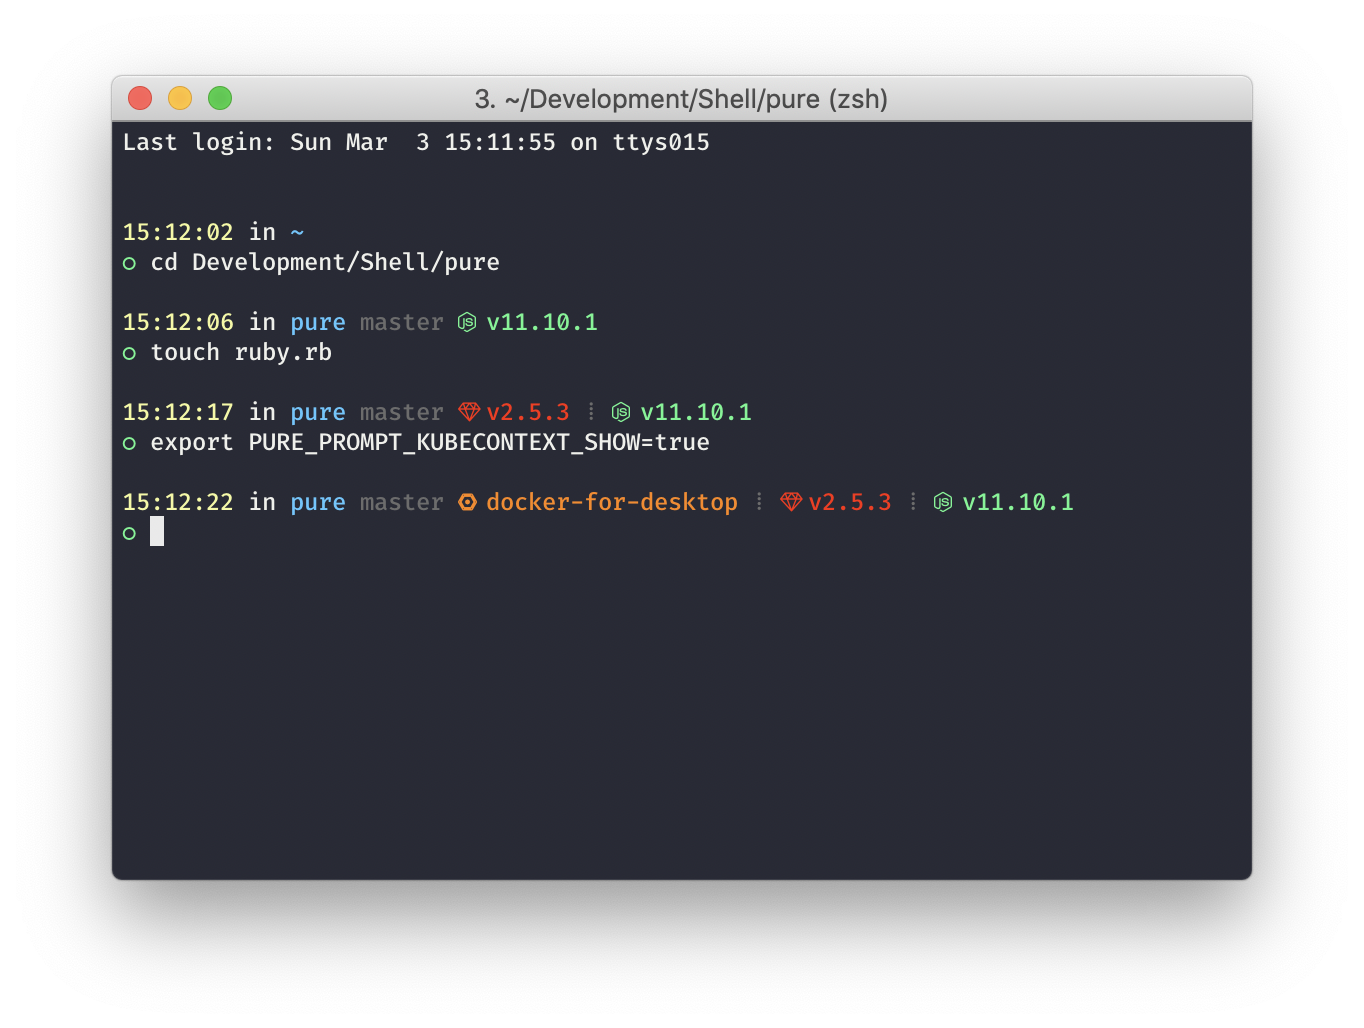 3. ~/Development/Shell/pure (zsh)
Last login: Sun Mar  3 15:11:55 on ttys015
15:12:02 in ~
○ cd Development/Shell/pure
15:12:06 in pure master JS v11.10.1
○ touch ruby.rb
15:12:17 in pure master v2.5.3 ┊ JS v11.10.1
○ export PURE_PROMPT_KUBECONTEXT_SHOW=true
15:12:22 in pure master docker-for-desktop ┊ v2.5.3 ┊ JS v11.10.1
○